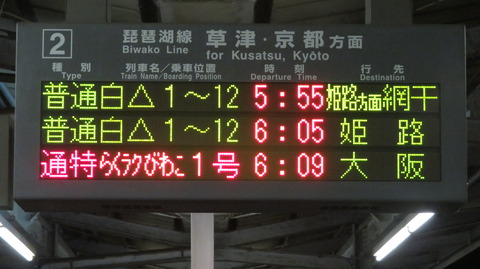 2 琵琶湖線 草津・京都方面
Biwako Line for Kusatsu, Kyōto
種別 列車名／乗車位置 時刻 行先
Type Train Name/Boarding Position Departure Time Destination
普通白△1〜12 5:55 姫路方面網干
普通白△1〜12 6:05 姫路
通特らくラクびわこ1号 6:09 大阪